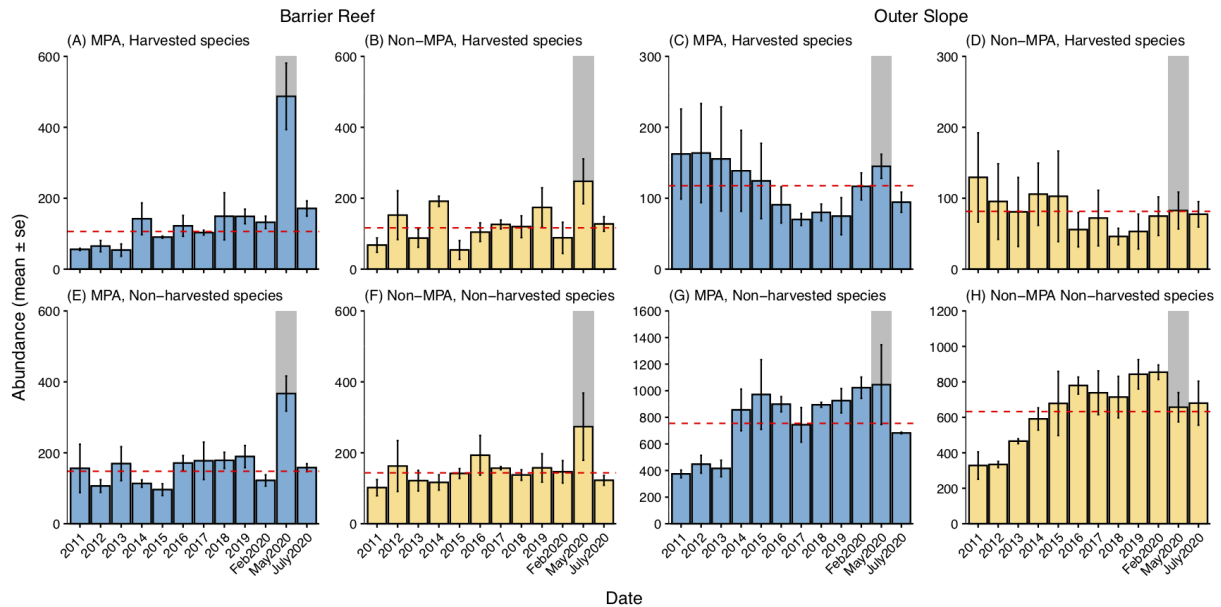 Barrier Reef
Outer Slope
(A) MPA, Harvested species
(B) Non−MPA, Harvested species
(C) MPA, Harvested species
(D) Non−MPA, Harvested species
600
400
200
0
600
400
200
0
300
200
100
0
300
200
100
0
(E) MPA, Non−harvested species
(F) Non−MPA, Non−harvested species
(G) MPA, Non−harvested species
(H) Non−MPA Non−harvested species
600
400
200
0
600
400
200
0
1600
1400
1200
1000
800
600
400
200
0
1200
1000
800
600
400
200
0
Abundance (mean ± se)
2011 2012 2013 2014 2015 2016 2017 2018 2019 Feb2020 May2020 July2020
2011 2012 2013 2014 2015 2016 2017 2018 2019 Feb2020 May2020 July2020
2011 2012 2013 2014 2015 2016 2017 2018 2019 Feb2020 May2020 July2020
2011 2012 2013 2014 2015 2016 2017 2018 2019 Feb2020 May2020 July2020
Date